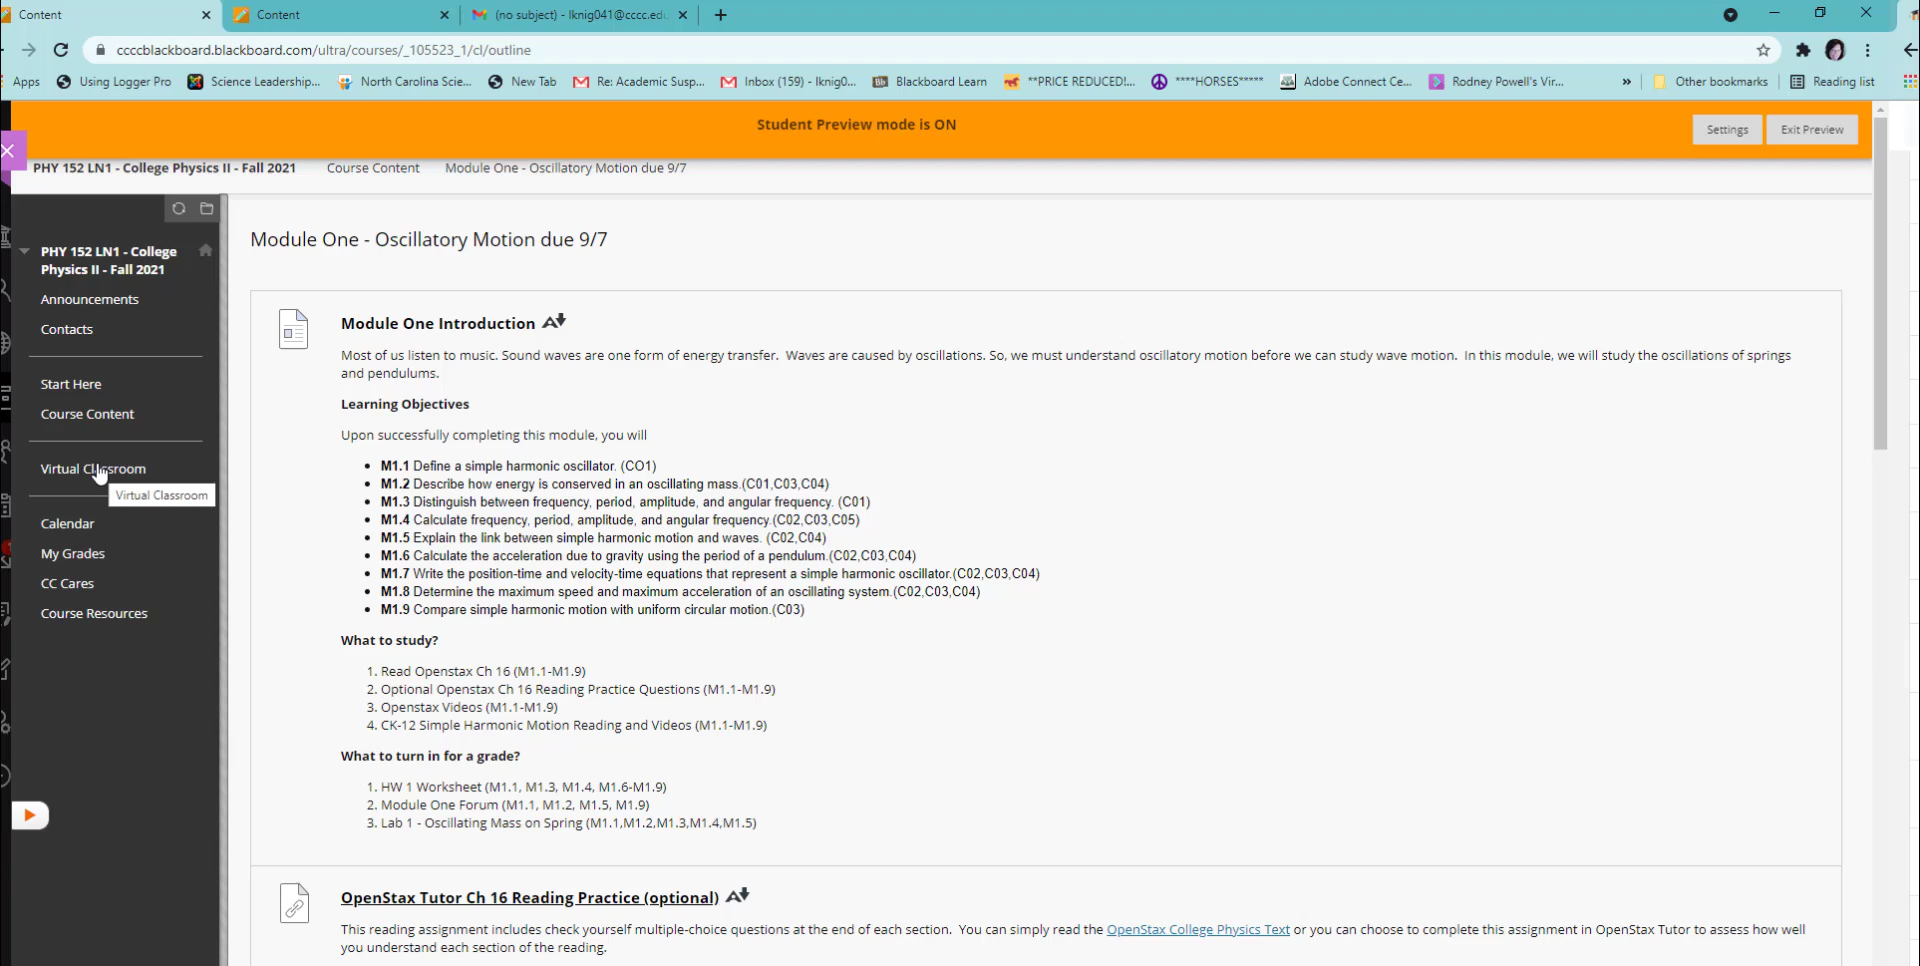 Content
Content
(no subject) - lknig041@cccc.edu
ccccblackboard.blackboard.com/ultra/courses/_105523_1/cl/outline
Apps
Using Logger Pro
Science Leadership...
North Carolina Scie...
New Tab
Re: Academic Susp...
Inbox (159) - lknig0...
Blackboard Learn
**PRICE REDUCED!...
****HORSES*****
Adobe Connect Ce...
Rodney Powell's Vir...
»
Other bookmarks
Reading list
Student Preview mode is ON
Settings
Exit Preview
PHY 152 LN1 - College Physics II - Fall 2021
Course Content
Module One - Oscillatory Motion due 9/7
PHY 152 LN1 - College
Physics II - Fall 2021
Announcements
Contacts
Start Here
Course Content
Virtual Classroom
Virtual Classroom
Calendar
My Grades
CC Cares
Course Resources
Module One - Oscillatory Motion due 9/7
Module One Introduction
Most of us listen to music. Sound waves are one form of energy transfer.  Waves are caused by oscillations. So, we must understand oscillatory motion before we can study wave motion.  In this module, we will study the oscillations of springs
and pendulums.
Learning Objectives
Upon successfully completing this module, you will
• M1.1 Define a simple harmonic oscillator. (CO1)
• M1.2 Describe how energy is conserved in an oscillating mass.(C01,C03,C04)
• M1.3 Distinguish between frequency, period, amplitude, and angular frequency. (C01)
• M1.4 Calculate frequency, period, amplitude, and angular frequency.(C02,C03,C05)
• M1.5 Explain the link between simple harmonic motion and waves. (C02,C04)
• M1.6 Calculate the acceleration due to gravity using the period of a pendulum.(C02,C03,C04)
• M1.7 Write the position-time and velocity-time equations that represent a simple harmonic oscillator.(C02,C03,C04)
• M1.8 Determine the maximum speed and maximum acceleration of an oscillating system.(C02,C03,C04)
• M1.9 Compare simple harmonic motion with uniform circular motion.(C03)
What to study?
1. Read Openstax Ch 16 (M1.1-M1.9)
2. Optional Openstax Ch 16 Reading Practice Questions (M1.1-M1.9)
3. Openstax Videos (M1.1-M1.9)
4. CK-12 Simple Harmonic Motion Reading and Videos (M1.1-M1.9)
What to turn in for a grade?
1. HW 1 Worksheet (M1.1, M1.3, M1.4, M1.6-M1.9)
2. Module One Forum (M1.1, M1.2, M1.5, M1.9)
3. Lab 1 - Oscillating Mass on Spring (M1.1,M1.2,M1.3,M1.4,M1.5)
OpenStax Tutor Ch 16 Reading Practice (optional)
This reading assignment includes check yourself multiple-choice questions at the end of each section.  You can simply read the OpenStax College Physics Text or you can choose to complete this assignment in OpenStax Tutor to assess how well
you understand each section of the reading.